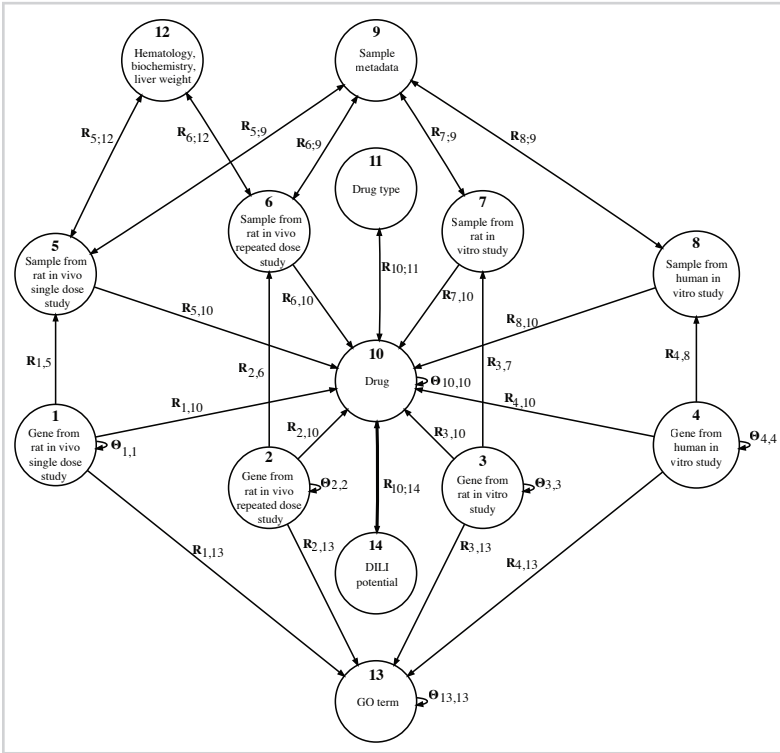 12
Hematology,
biochemistry,
liver weight
9
Sample
metadata
R5;12
R6;12
R5;9
R6;9
R7;9
R8;9
11
Drug type
6
Sample from
rat in vivo
repeated dose
study
7
Sample from
rat in
vitro study
5
Sample from
rat in vivo
single dose
study
8
Sample from
human in
vitro study
R10;11
R5,10
R6,10
R7,10
R8,10
R1,5
R2,6
R3,7
R4,8
10
Drug
Θ10,10
R1,10
R2,10
R3,10
R4,10
1
Gene from
rat in vivo
single dose
study
Θ1,1
2
Gene from
rat in vivo
repeated dose
study
Θ2,2
3
Gene from
rat in vitro
study
Θ3,3
4
Gene from
human in
vitro study
Θ4,4
R10;14
14
DILI
potential
R1,13
R2,13
R3,13
R4,13
13
GO term
Θ13,13